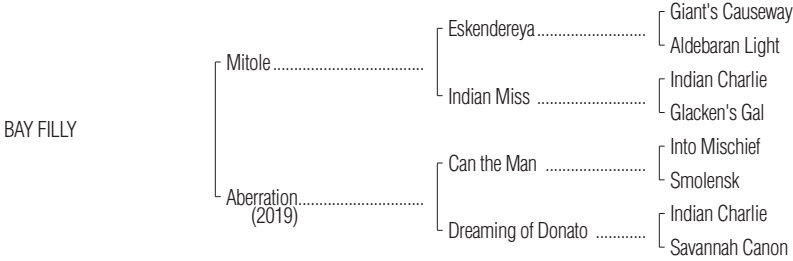 Giant's Causeway
Eskendereya
Aldebaran Light
Mitole
Indian Charlie
Indian Miss
Glacken's Gal
BAY FILLY
Into Mischief
Can the Man
Smolensk
Aberration
(2019)
Indian Charlie
Dreaming of Donato
Savannah Canon